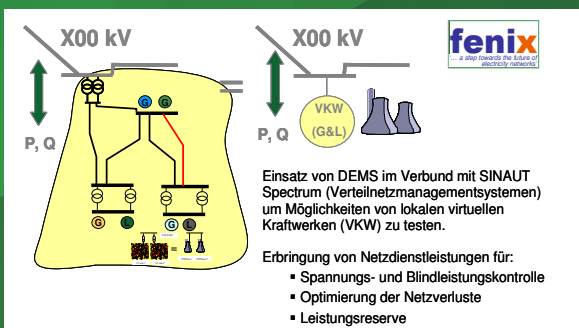 X00 kV
P, Q
G G
G L
G L
X00 kV
P, Q
VKW
(G&L)
fenix
'... a step towards the future of
electricity networks'
Einsatz von DEMS im Verbund mit SINAUT
Spectrum (Verteilnetzmanagementsystemen)
um Möglichkeiten von lokalen virtuellen
Kraftwerken (VKW) zu testen.
Erbringung von Netzdienstleistungen für:
▪ Spannungs- und Blindleistungskontrolle
▪ Optimierung der Netzverluste
▪ Leistungsreserve